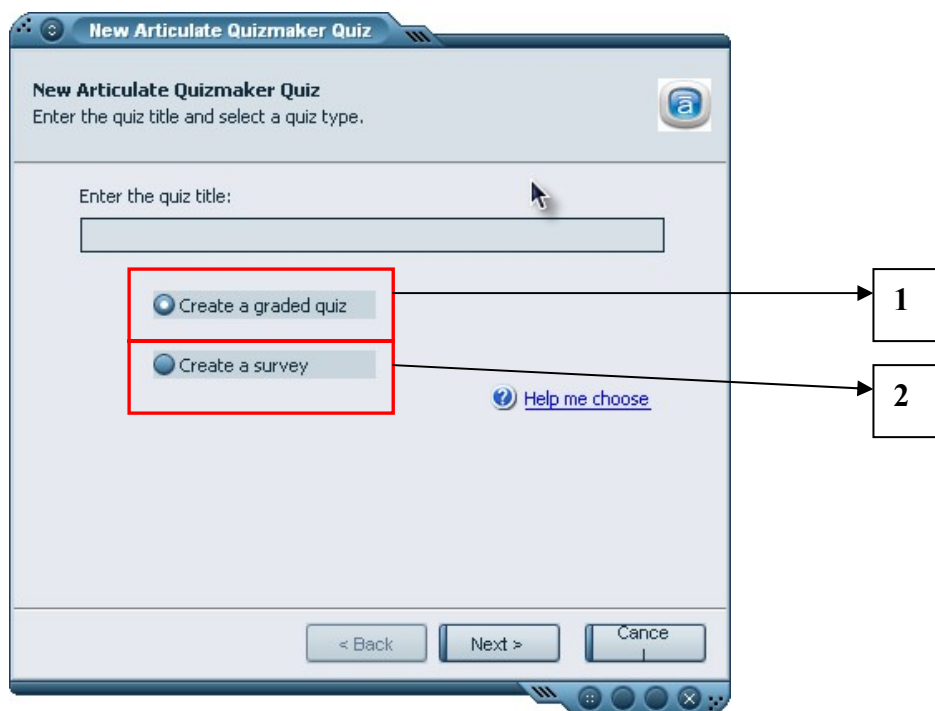 New Articulate Quizmaker Quiz
New Articulate Quizmaker Quiz
Enter the quiz title and select a quiz type.
a
Enter the quiz title:
Create a graded quiz
1
Create a survey
2
? Help me choose
< Back
Next >
Cance
l